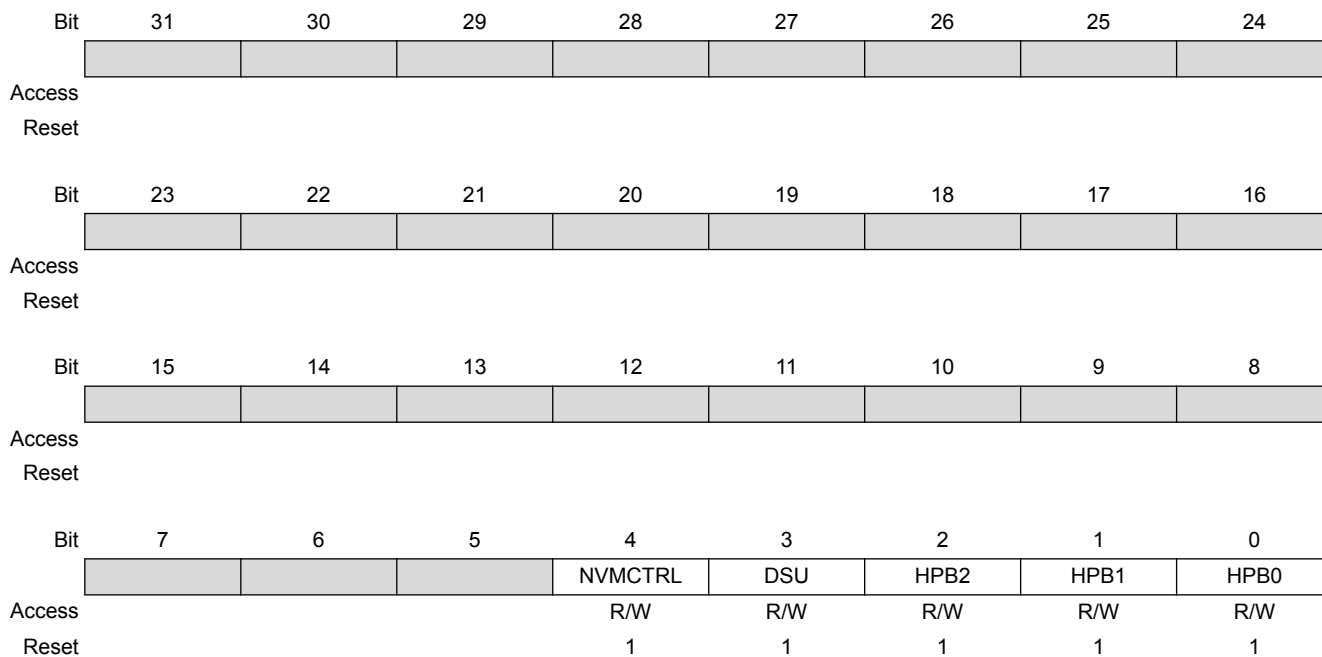 Bit 31 30 29 28 27 26 25 24
Access
Reset
Bit 23 22 21 20 19 18 17 16
Access
Reset
Bit 15 14 13 12 11 10 9 8
Access
Reset
Bit 7 6 5 4 3 2 1 0
NVMCTRL DSU HPB2 HPB1 HPB0
Access R/W R/W R/W R/W R/W
Reset 1 1 1 1 1